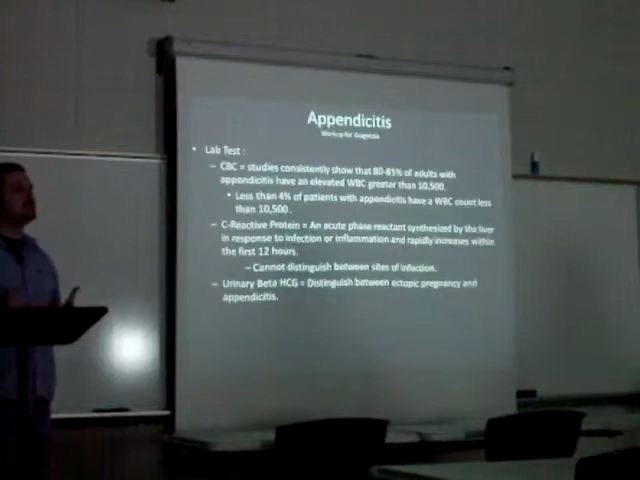 Appendicitis
Workup for diagnosis
• Lab Test :
– CBC = studies consistently show that 80-85% of adults with
appendicitis have an elevated WBC greater than 10,500.
• Less than 4% of patients with appendicitis have a WBC count less
than 10,500.
– C-Reactive Protein = An acute phase reactant synthesized by the liver
in response to infection or inflammation and rapidly increases within
the first 12 hours.
– Cannot distinguish between sites of infection.
– Urinary Beta HCG = Distinguish between ectopic pregnancy and
appendicitis.